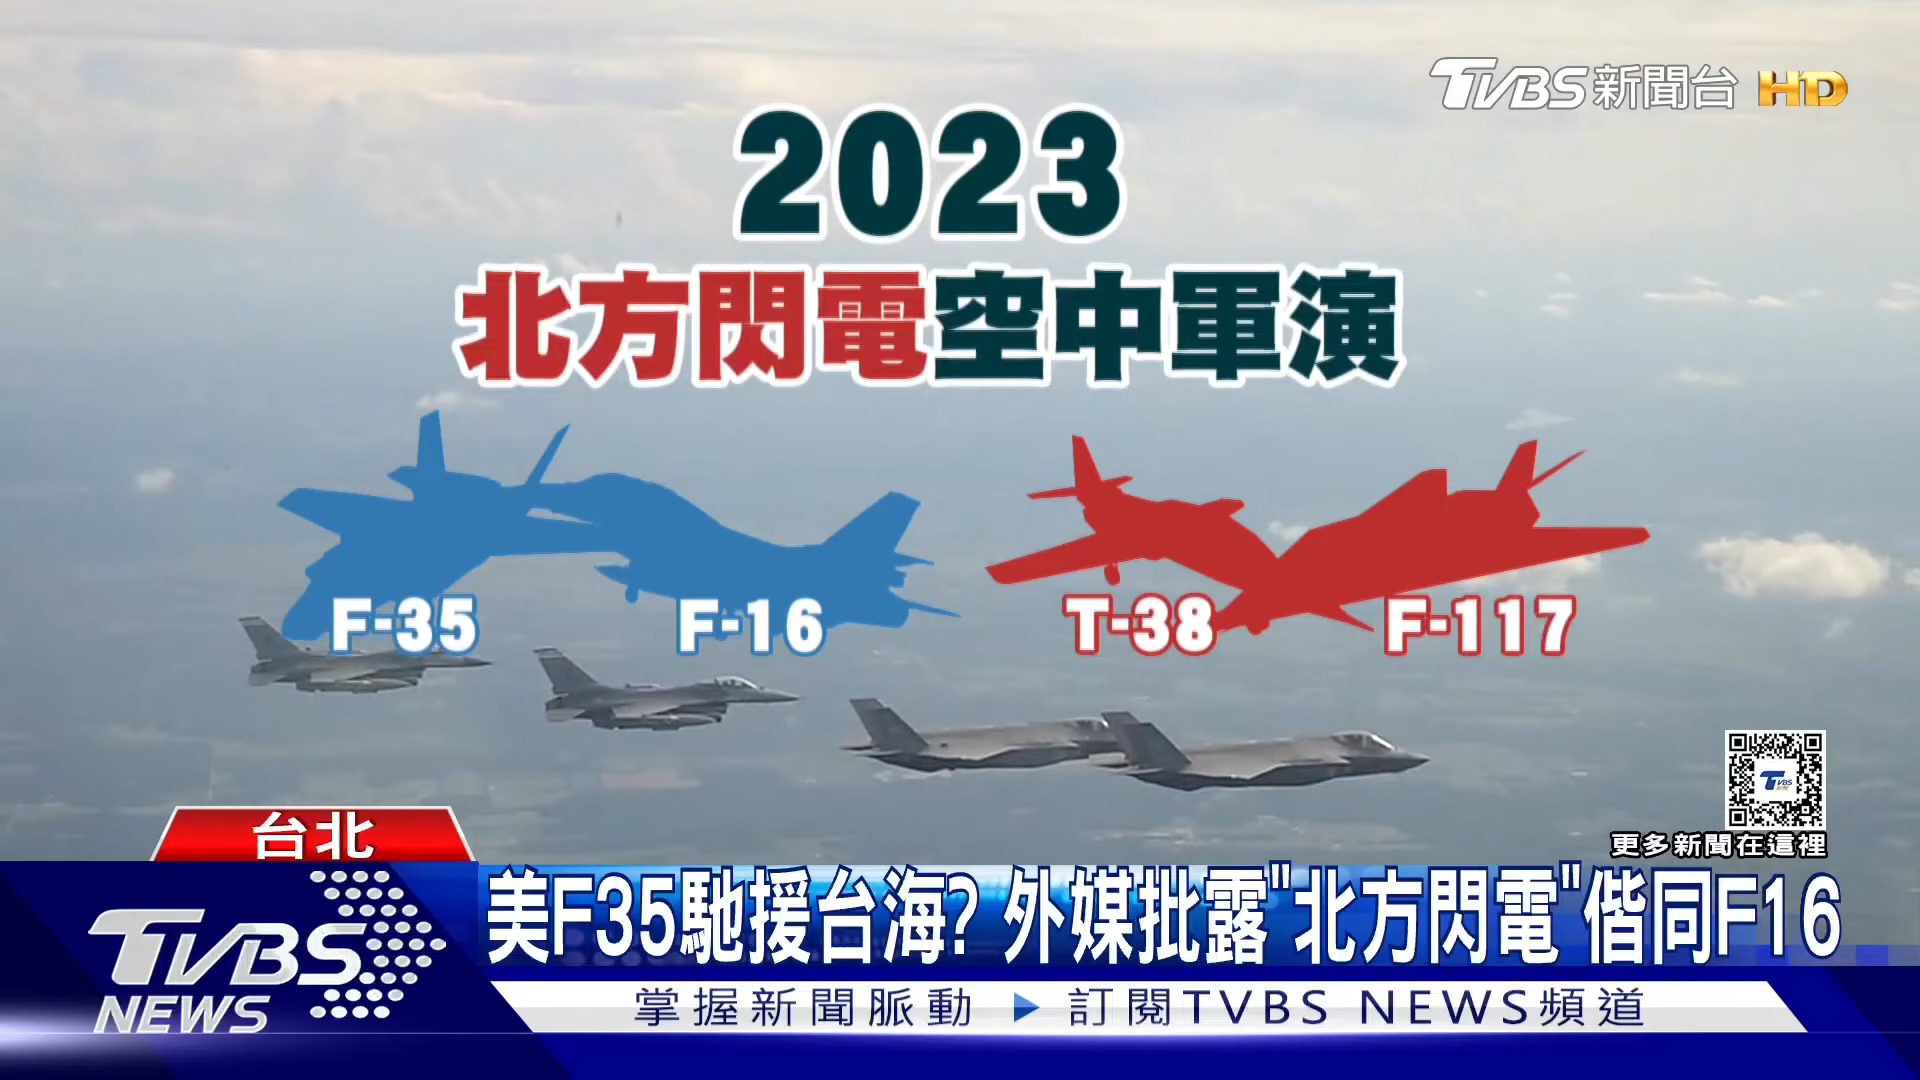 TVBS新聞台 HD
2023
北方閃電空中軍演
F-35 F-16 T-38 F-117
TVBS 新聞
更多新聞在這裡
台北
美F35馳援台海? 外媒批露"北方閃電"偕同F16
TVBS NEWS
掌握新聞脈動 ▶ 訂閱TVBS NEWS頻道